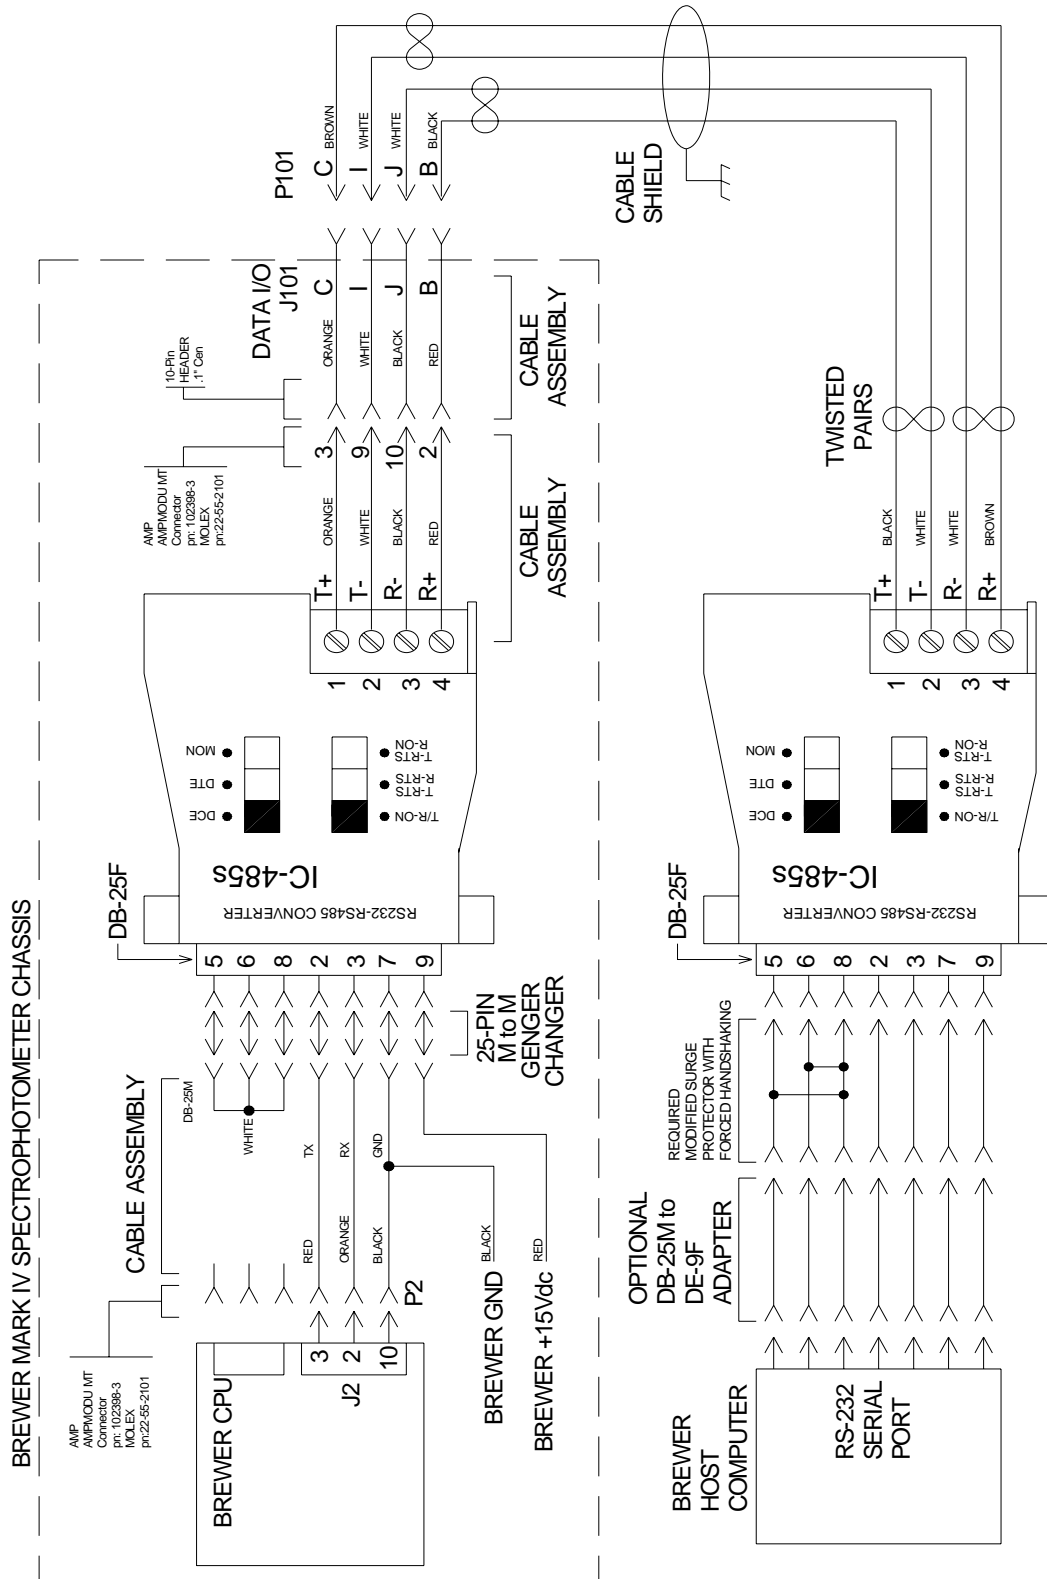 BREWER MARK IV SPECTROPHOTOMETER CHASSIS
AMP
AMPMODU MT
Connector
pn: 102398-3
MOLEX
pn:22-55-2101
BREWER CPU
J2
3
2
10
P2
CABLE ASSEMBLY
DB-25M
WHITE
RED
TX
ORANGE
RX
BLACK
GND
BLACK
BREWER GND
RED
BREWER +15Vdc
25-PIN
M to M
GENGER
CHANGER
DB-25F
5
6
8
2
3
7
9
RS232-RS485 CONVERTER
IC-485s
DCE
DTE
MON
T/R-ON
T-RTS
R-RTS
T-RTS
R-ON
1
2
3
4
T+
T-
R-
R+
ORANGE
WHITE
BLACK
RED
CABLE
ASSEMBLY
AMP
AMPMODU MT
Connector
pn: 102398-3
MOLEX
pn:22-55-2101
3
9
10
2
10-Pin
HEADER
.1" Cen
ORANGE
WHITE
BLACK
RED
CABLE
ASSEMBLY
DATA I/O
J101
C
I
J
B
P101
C
I
J
B
BROWN
WHITE
WHITE
BLACK
CABLE
SHIELD
TWISTED
PAIRS
BREWER
HOST
COMPUTER
RS-232
SERIAL
PORT
OPTIONAL
DB-25M to
DE-9F
ADAPTER
REQUIRED
MODIFIED SURGE
PROTECTOR WITH
FORCED HANDSHAKING
DB-25F
5
6
8
2
3
7
9
RS232-RS485 CONVERTER
IC-485s
DCE
DTE
MON
T/R-ON
T-RTS
R-RTS
T-RTS
R-ON
1
2
3
4
T+
T-
R-
R+
BLACK
WHITE
WHITE
BROWN